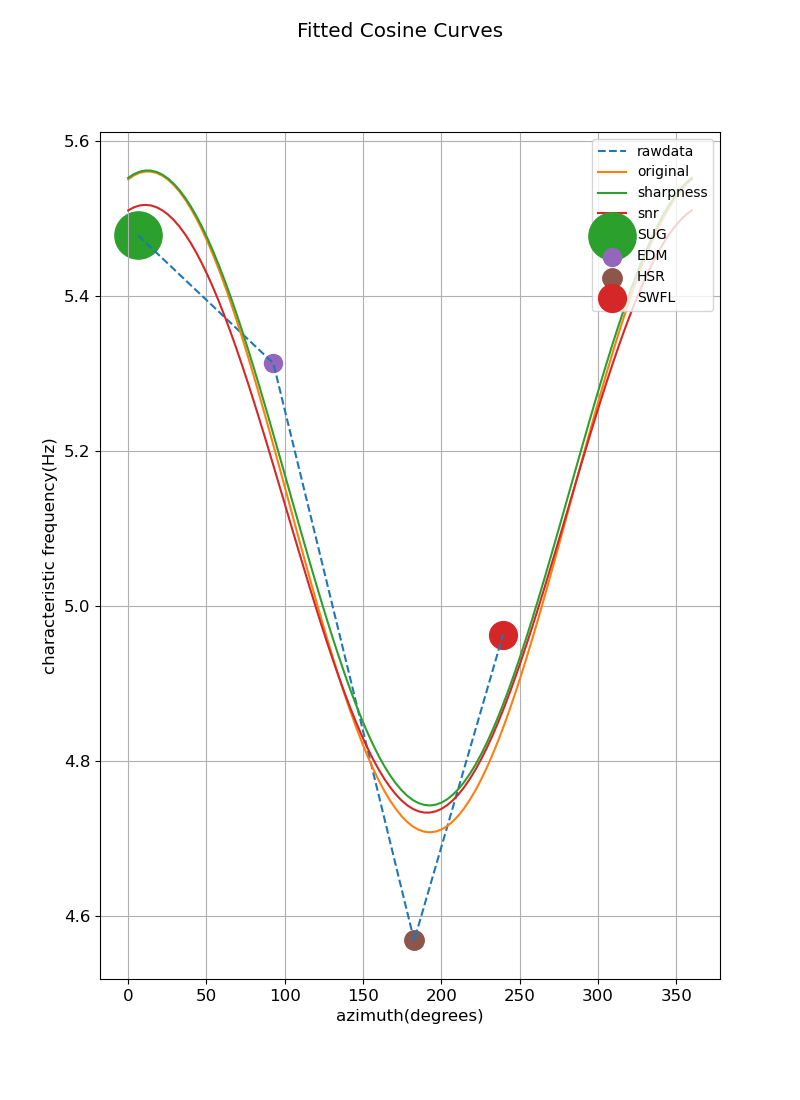 Fitted Cosine Curves
5.6
5.4
5.2
5.0
4.8
4.6
characteristic frequency(Hz)
rawdata
original
sharpness
snr
SUG
EDM
HSR
SWFL
0 50 100 150 200 250 300 350
azimuth(degrees)